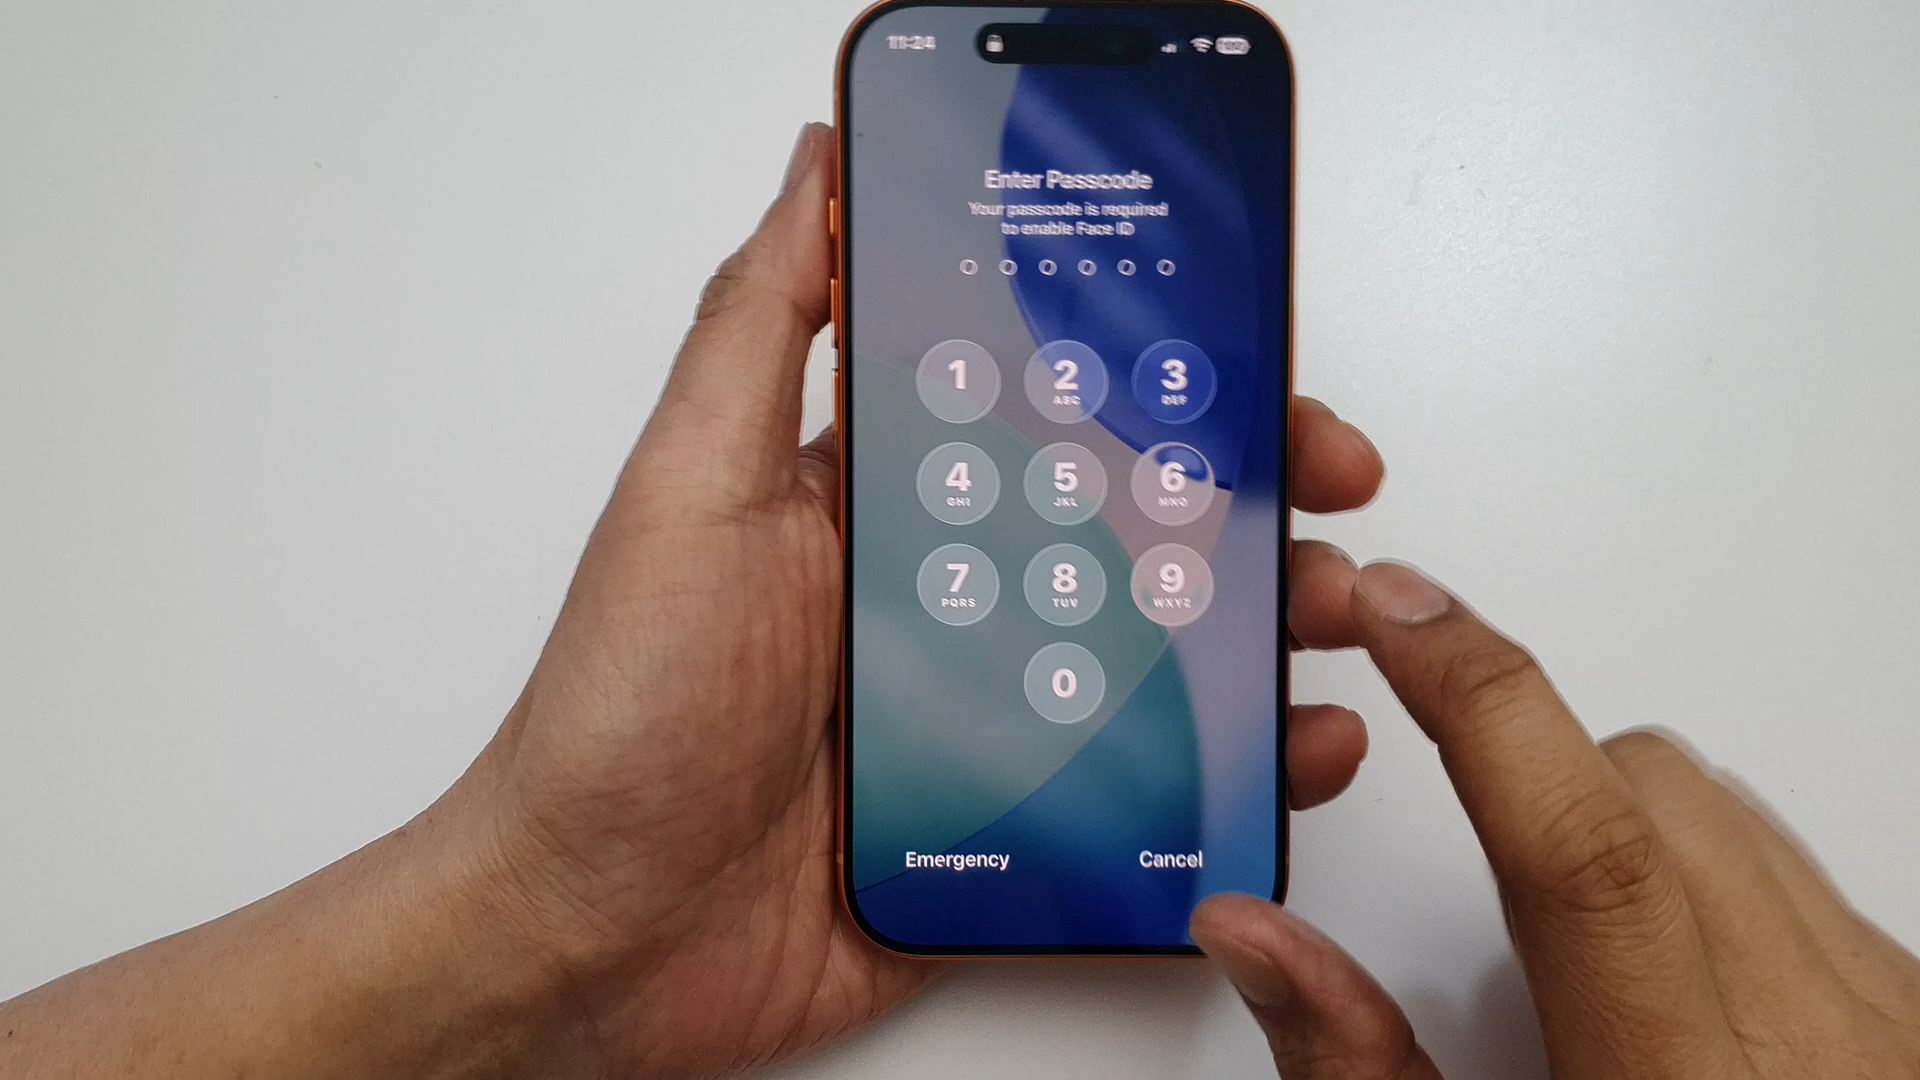 11:24
100
Enter Passcode
Your passcode is required
to enable Face ID
1
2
ABC
3
DEF
4
GHI
5
JKL
6
MNO
7
PQRS
8
TUV
9
WXYZ
0
Emergency
Cancel